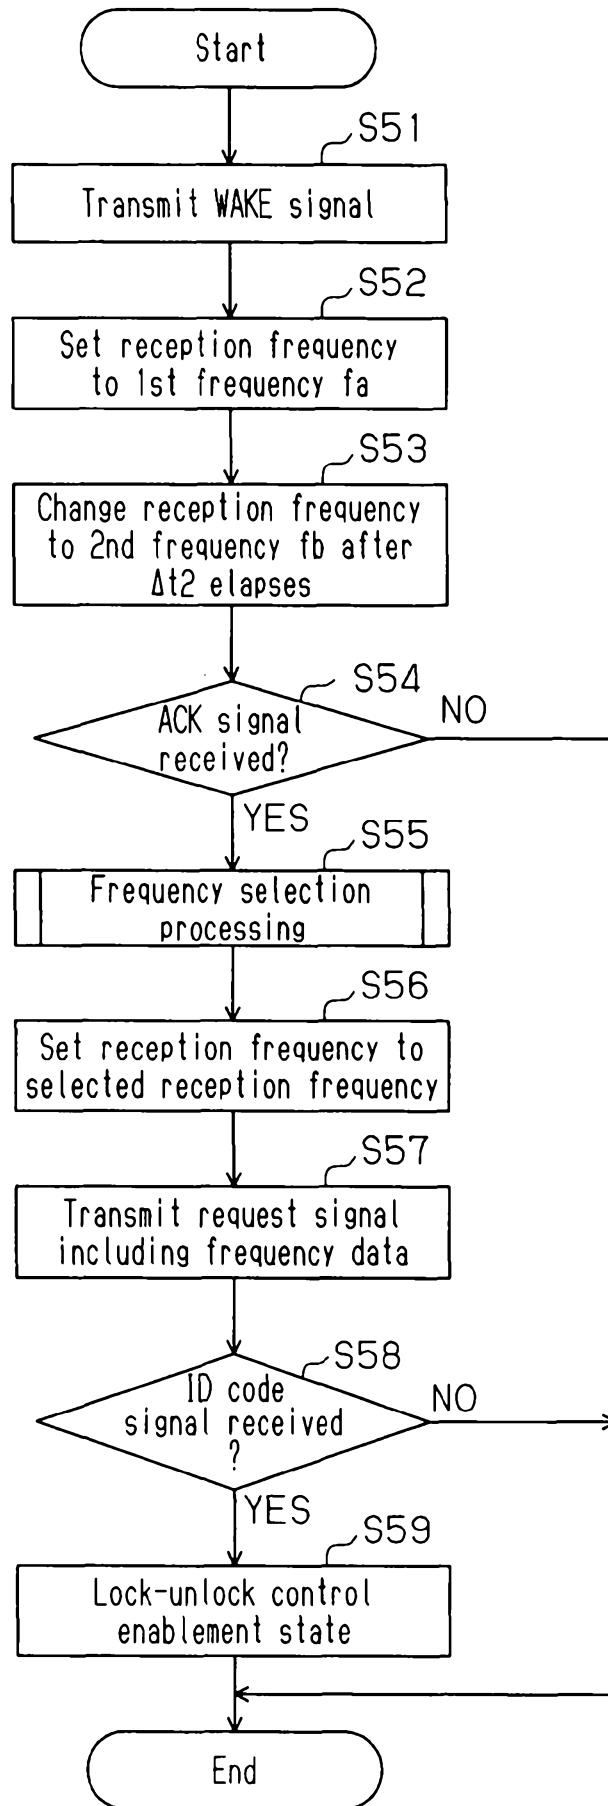 Start
S51
Transmit WAKE signal
S52
Set reception frequency
to 1st frequency fa
S53
Change reception frequency
to 2nd frequency fb after
Δt2 elapses
S54
ACK signal
received?
NO
YES
S55
Frequency selection
processing
S56
Set reception frequency to
selected reception frequency
S57
Transmit request signal
including frequency data
S58
ID code
signal received
?
NO
YES
S59
Lock-unlock control
enablement state
End